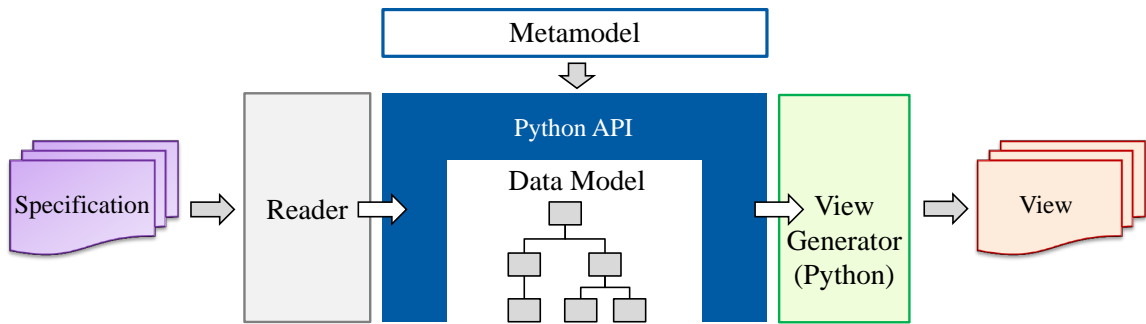 Metamodel
Python API
Specification
Reader
Data Model
View
Generator
(Python)
View